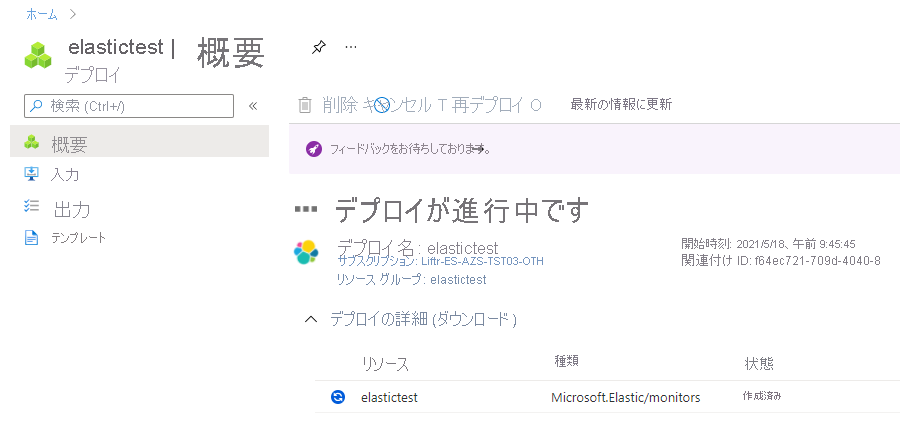 ホーム
elastictest | 概要
デプロイ
検索 (Ctrl+/)
概要
入力
出力
テンプレート
削除 キャンセル T 再デプロイ O 最新の情報に更新
フィードバックをお待ちしております。
デプロイが進行中です
デプロイ名: elastictest
サブスクリプション: Liftr-ES-AZS-TST03-OTH
リソース グループ: elastictest
開始時刻: 2021/5/18、午前 9:45:45
関連付け ID: f64ec721-709d-4040-8
デプロイの詳細 (ダウンロード)
リソース 種類 状態
elastictest Microsoft.Elastic/monitors 作成済み